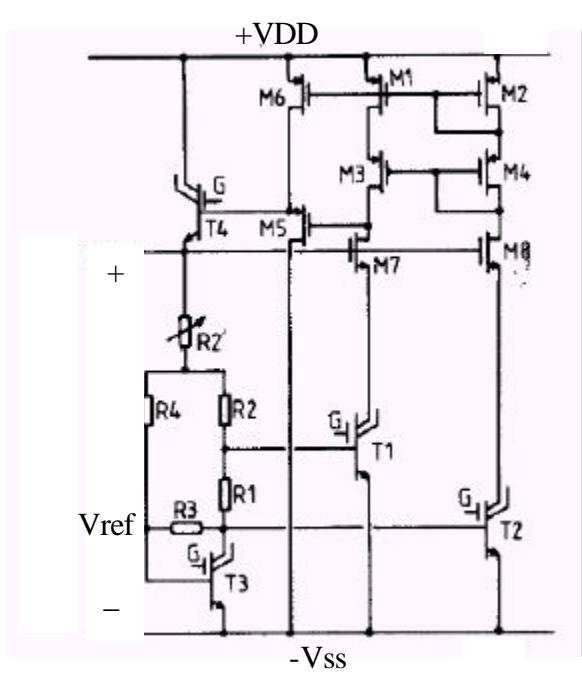 +VDD
M6
M1
M2
M3
M4
G
T4
M5
M7
M8
+
R2'
R4
R2
G
T1
R1
Vref
R3
G
T2
G
T3
–
-Vss